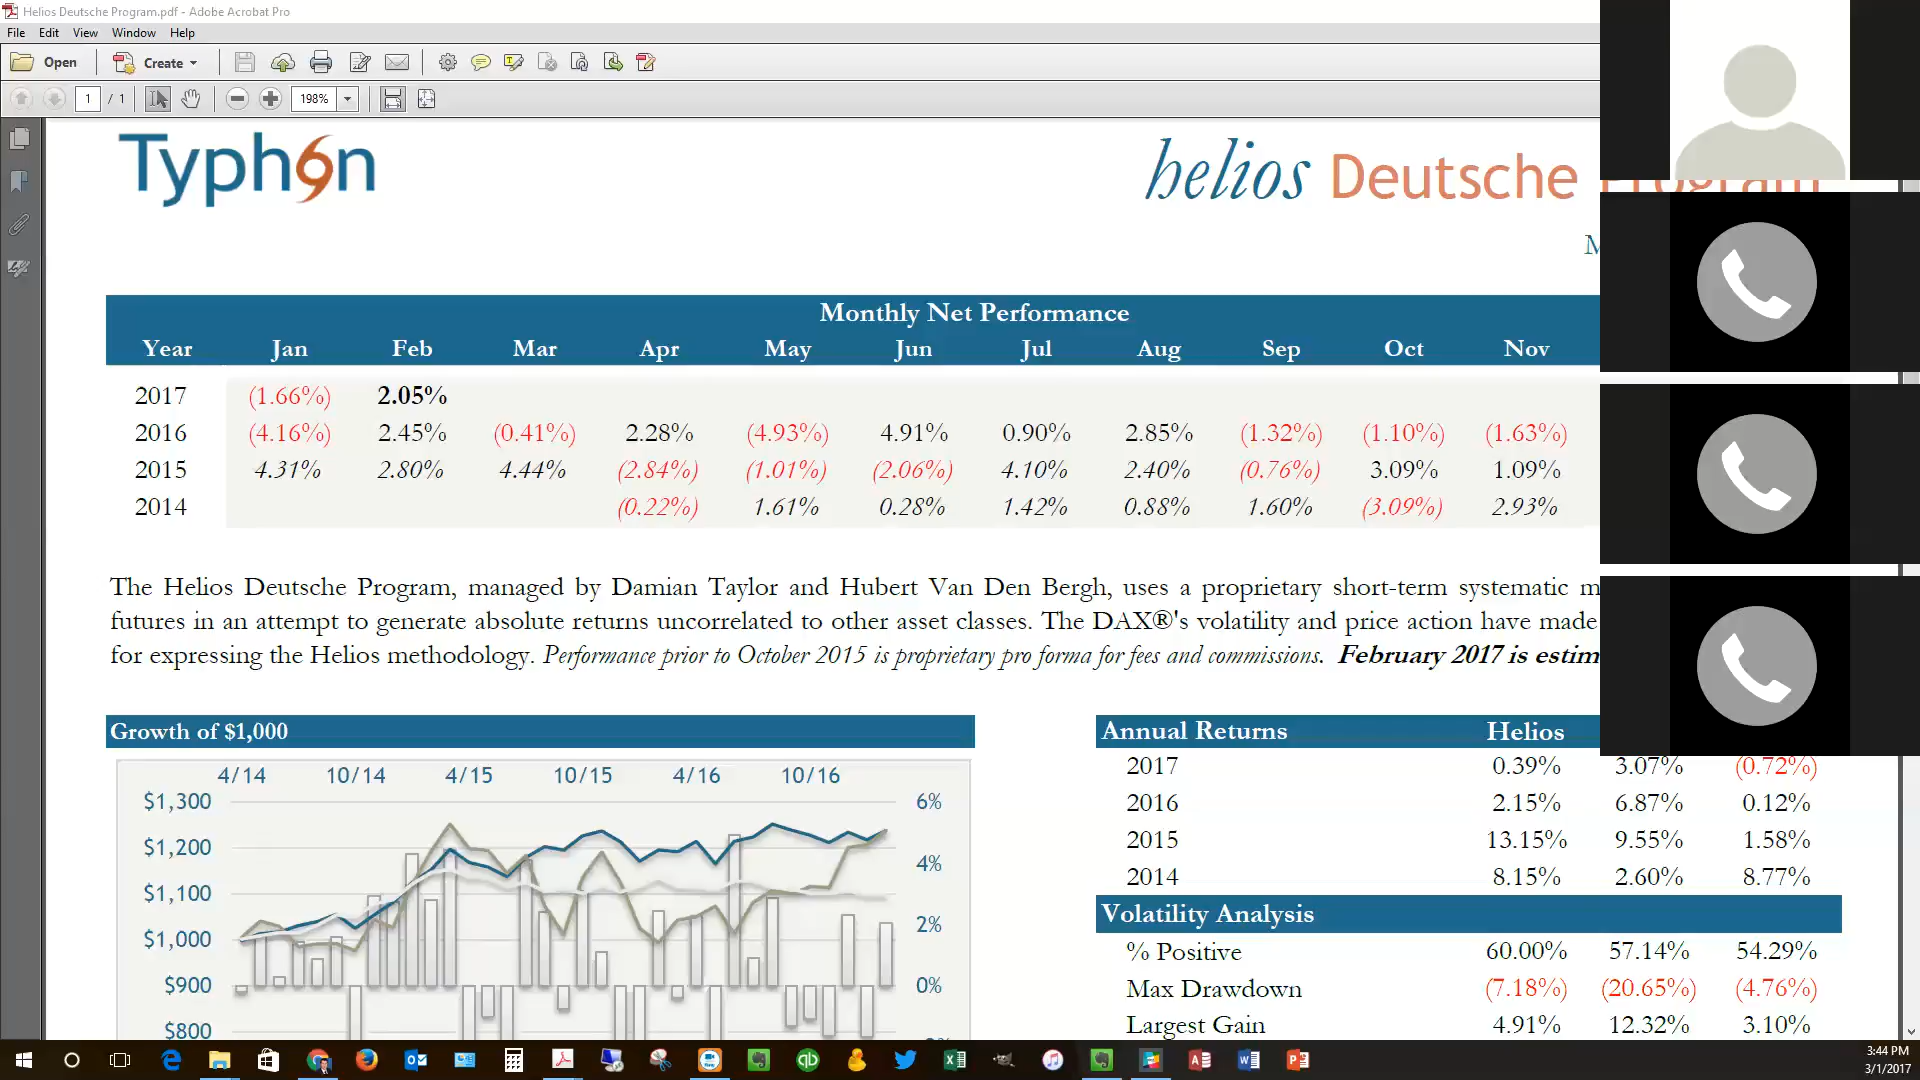 Helios Deutsche Program.pdf - Adobe Acrobat Pro
File Edit View Window Help
Open Create
1 / 1 198%
Typhon
helios Deutsche Program
M
Monthly Net Performance
Year Jan Feb Mar Apr May Jun Jul Aug Sep Oct Nov
2017 (1.66%) 2.05%
2016 (4.16%) 2.45% (0.41%) 2.28% (4.93%) 4.91% 0.90% 2.85% (1.32%) (1.10%) (1.63%)
2015 4.31% 2.80% 4.44% (2.84%) (1.01%) (2.06%) 4.10% 2.40% (0.76%) 3.09% 1.09%
2014 (0.22%) 1.61% 0.28% 1.42% 0.88% 1.60% (3.09%) 2.93%
The Helios Deutsche Program, managed by Damian Taylor and Hubert Van Den Bergh, uses a proprietary short-term systematic m
futures in an attempt to generate absolute returns uncorrelated to other asset classes. The DAX®'s volatility and price action have made
for expressing the Helios methodology. Performance prior to October 2015 is proprietary pro forma for fees and commissions. February 2017 is estim
Growth of $1,000
4/14 10/14 4/15 10/15 4/16 10/16
$1,300 6%
$1,200 4%
$1,100
$1,000 2%
$900 0%
$800
Annual Returns Helios
2017 0.39% 3.07% (0.72%)
2016 2.15% 6.87% 0.12%
2015 13.15% 9.55% 1.58%
2014 8.15% 2.60% 8.77%
Volatility Analysis
% Positive 60.00% 57.14% 54.29%
Max Drawdown (7.18%) (20.65%) (4.76%)
Largest Gain 4.91% 12.32% 3.10%
3:44 PM
3/1/2017